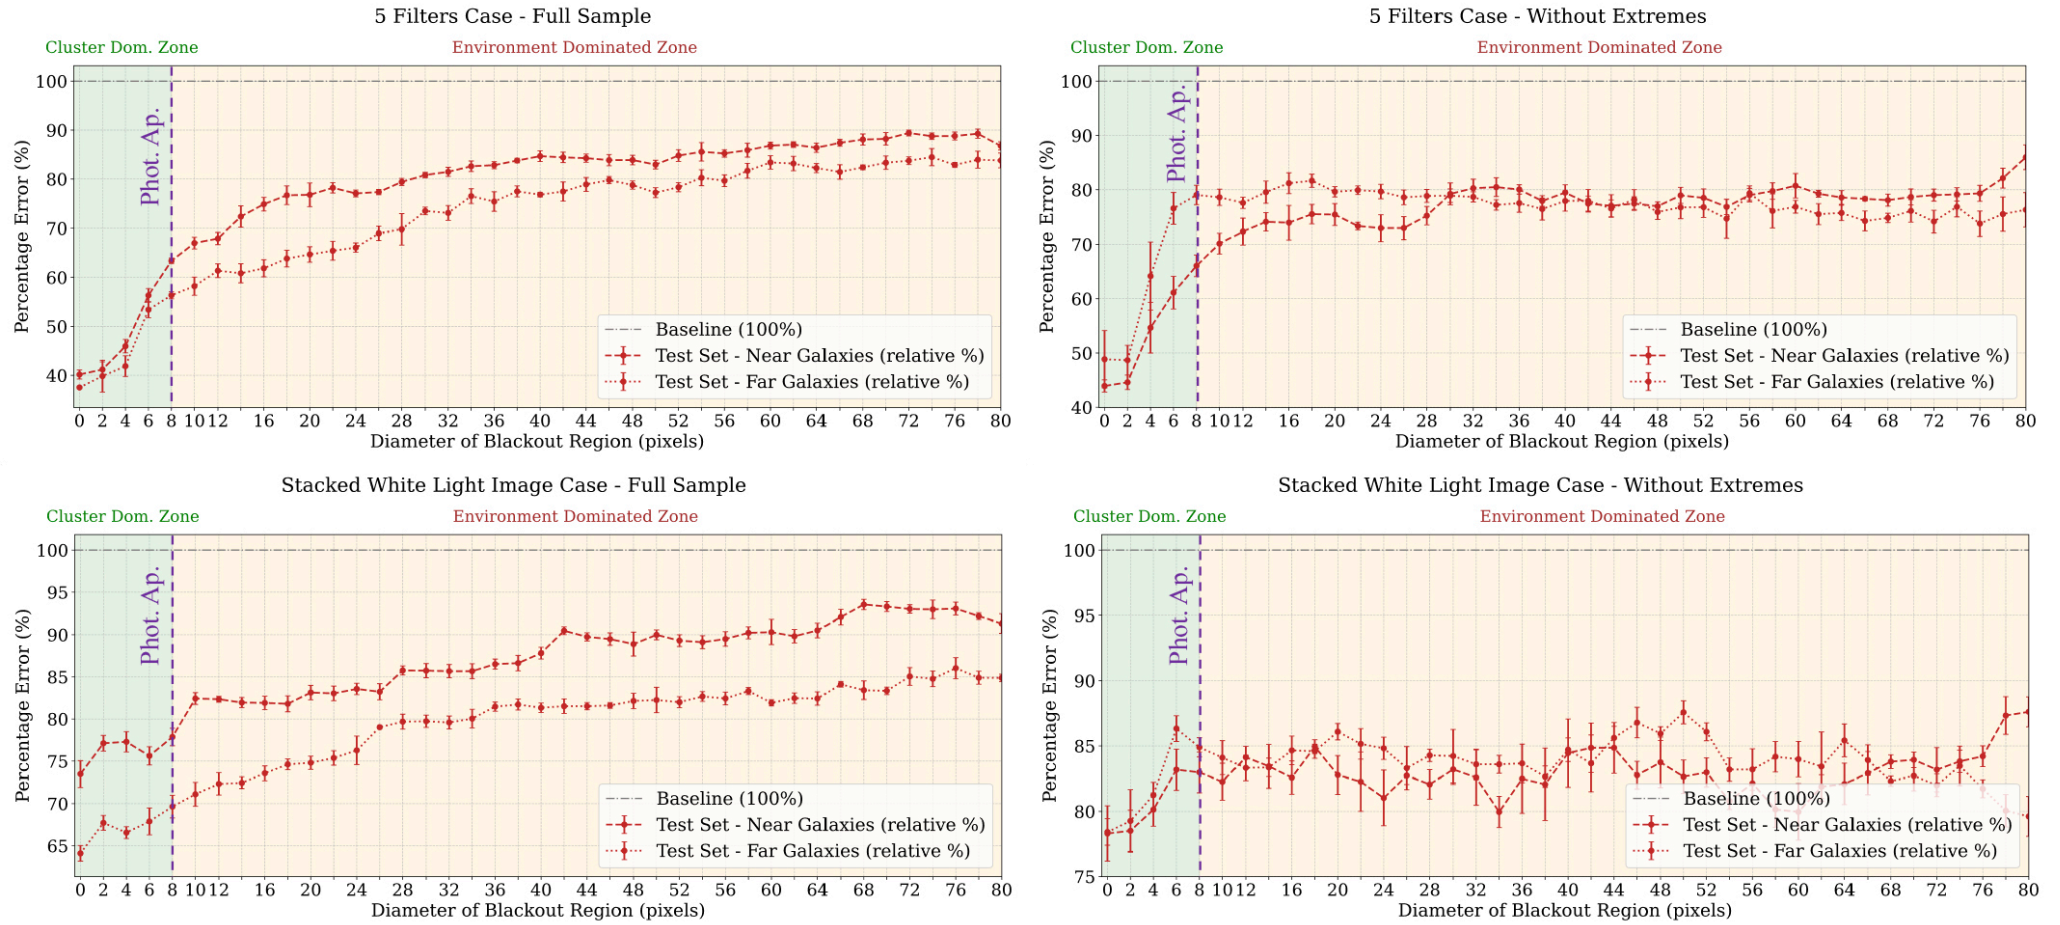 5 Filters Case - Full Sample
Cluster Dom. Zone
Environment Dominated Zone
Percentage Error (%)
100
90
80
70
60
50
40
Phot. Ap.
Baseline (100%)
Test Set - Near Galaxies (relative %)
Test Set - Far Galaxies (relative %)
0 2 4 6 8 10 12 16 20 24 28 32 36 40 44 48 52 56 60 64 68 72 76 80
Diameter of Blackout Region (pixels)
5 Filters Case - Without Extremes
Cluster Dom. Zone
Environment Dominated Zone
Percentage Error (%)
100
90
80
70
60
50
40
Phot. Ap.
Baseline (100%)
Test Set - Near Galaxies (relative %)
Test Set - Far Galaxies (relative %)
0 2 4 6 8 10 12 16 20 24 28 32 36 40 44 48 52 56 60 64 68 72 76 80
Diameter of Blackout Region (pixels)
Stacked White Light Image Case - Full Sample
Cluster Dom. Zone
Environment Dominated Zone
Percentage Error (%)
100
95
90
85
80
75
70
65
Phot. Ap.
Baseline (100%)
Test Set - Near Galaxies (relative %)
Test Set - Far Galaxies (relative %)
0 2 4 6 8 10 12 16 20 24 28 32 36 40 44 48 52 56 60 64 68 72 76 80
Diameter of Blackout Region (pixels)
Stacked White Light Image Case - Without Extremes
Cluster Dom. Zone
Environment Dominated Zone
Percentage Error (%)
100
95
90
85
80
75
Phot. Ap.
Baseline (100%)
Test Set - Near Galaxies (relative %)
Test Set - Far Galaxies (relative %)
0 2 4 6 8 10 12 16 20 24 28 32 36 40 44 48 52 56 60 64 68 72 76 80
Diameter of Blackout Region (pixels)